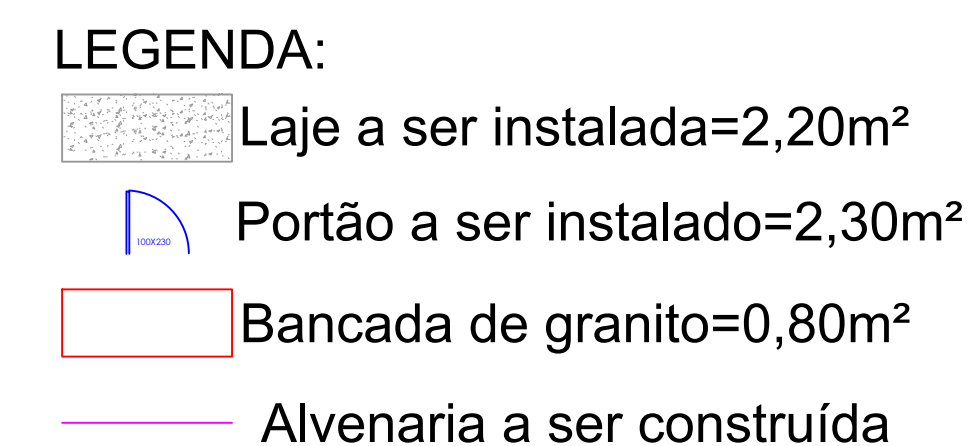 LEGENDA:
Laje a ser instalada=2,20m²
100X230
Portão a ser instalado=2,30m²
Bancada de granito=0,80m²
Alvenaria a ser construída